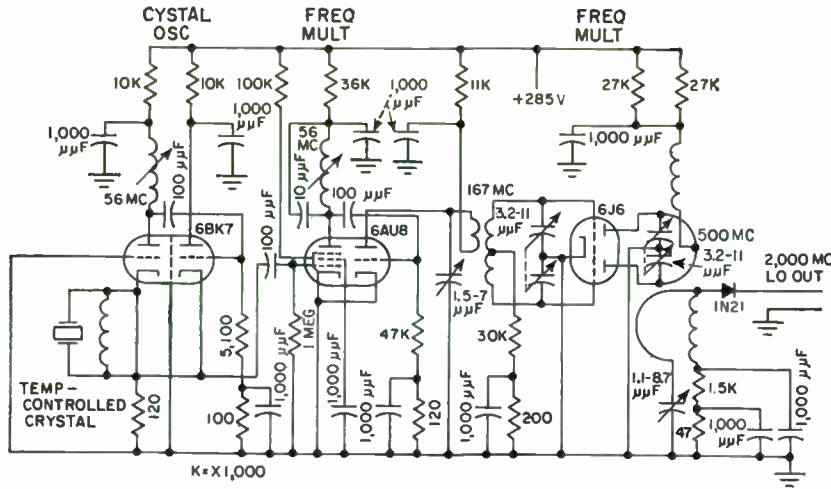 CYSTAL
OSC
FREQ
MULT
FREQ
MULT
10K
10K
100K
36K
1,000
μμF
11K
27K
27K
+285V
1,000
μμF
1,000
μμF
1,000
μμF
56 MC
100 μμF
6BK7
100 μμF
10 μμF
56
MC
100 μμF
6AU8
167 MC
3.2-11
μμF
6J6
500 MC
3.2-11
μμF
2,000 MC
LO OUT
1N21
1.5-7
μμF
TEMP-
CONTROLLED
CRYSTAL
120
5,100
100
1,000
μμF
1 MEG
1,000
μμF
1,000
μμF
47K
120
1,000
μμF
30K
200
1.1-8.7
μμF
1.5K
47
1,000
μμF
1,000
μμF
K=X1,000